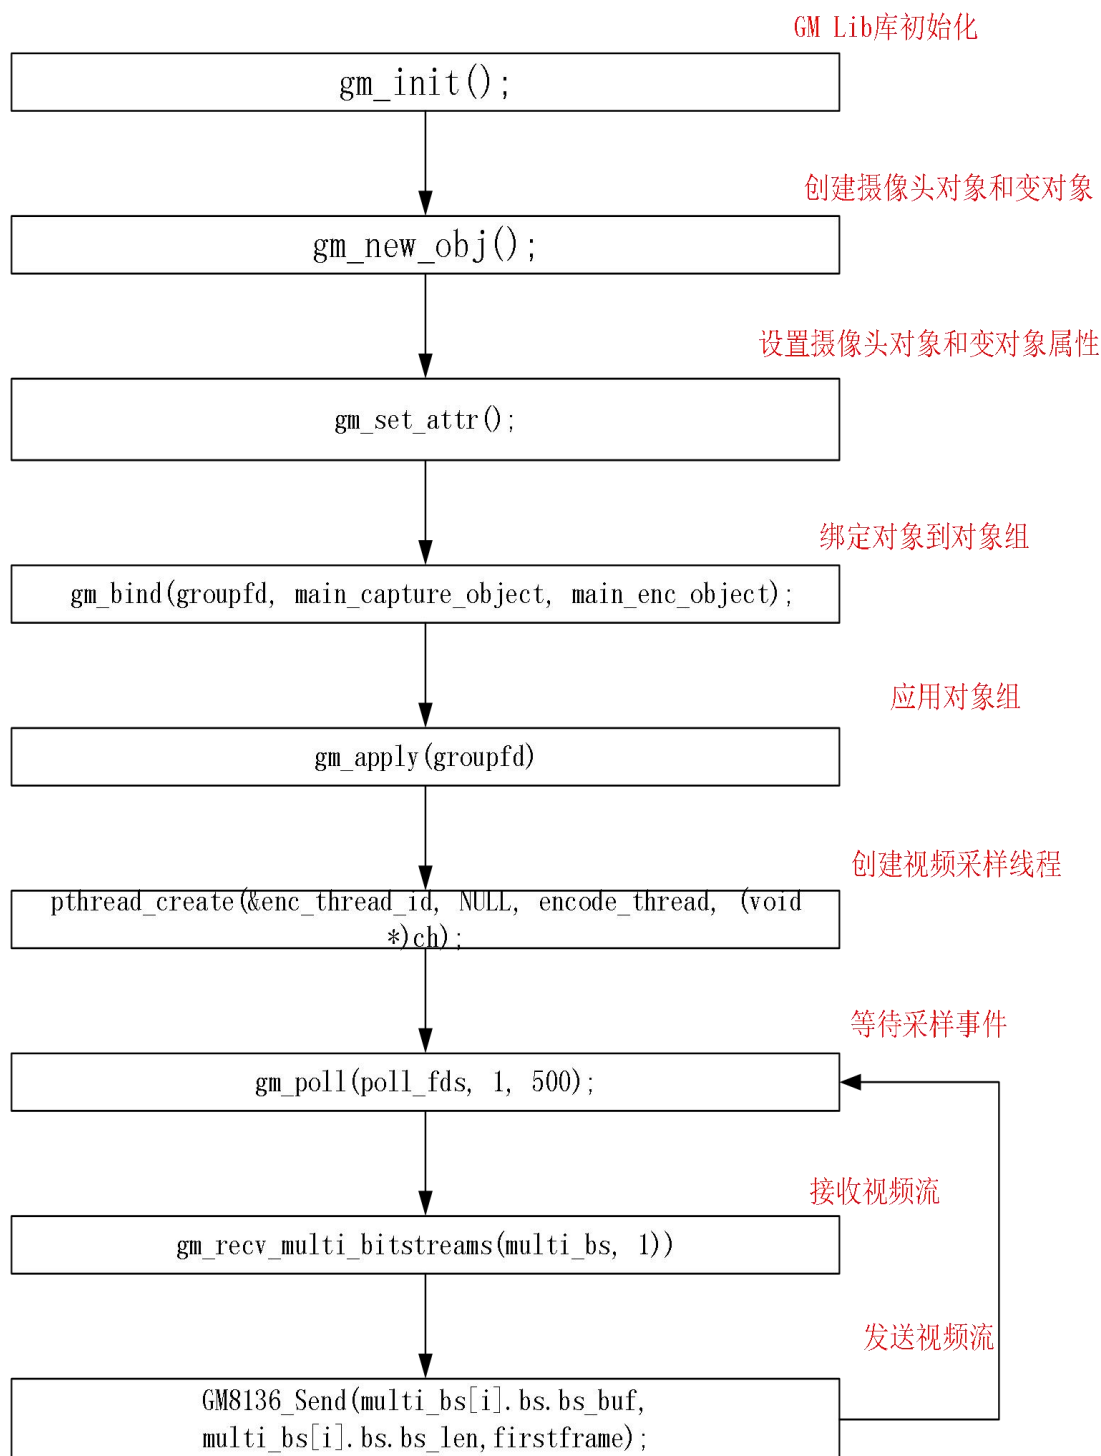 GM Lib库初始化
gm_init();
创建摄像头对象和变对象
gm_new_obj();
设置摄像头对象和变对象属性
gm_set_attr();
绑定对象到对象组
gm_bind(groupfd, main_capture_object, main_enc_object);
应用对象组
gm_apply(groupfd)
创建视频采样线程
pthread_create(&enc_thread_id, NULL, encode_thread, (void
*)ch);
等待采样事件
gm_poll(poll_fds, 1, 500);
接收视频流
gm_recv_multi_bitstreams(multi_bs, 1))
发送视频流
GM8136_Send(multi_bs[i].bs.bs_buf,
multi_bs[i].bs.bs_len,firstframe);